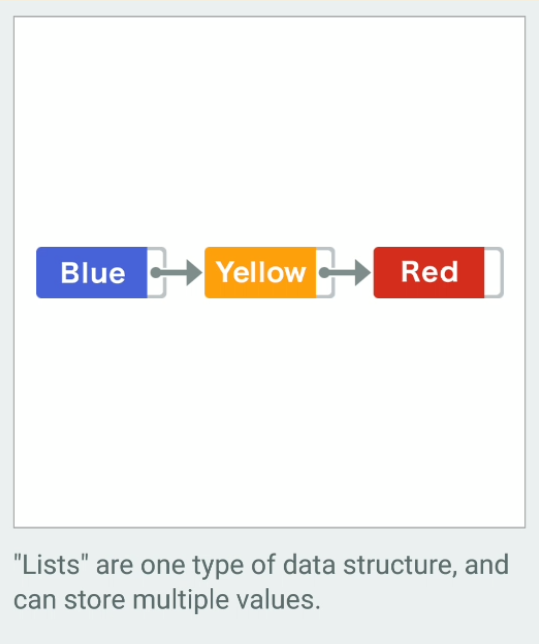 Blue Yellow Red
"Lists" are one type of data structure, and
can store multiple values.